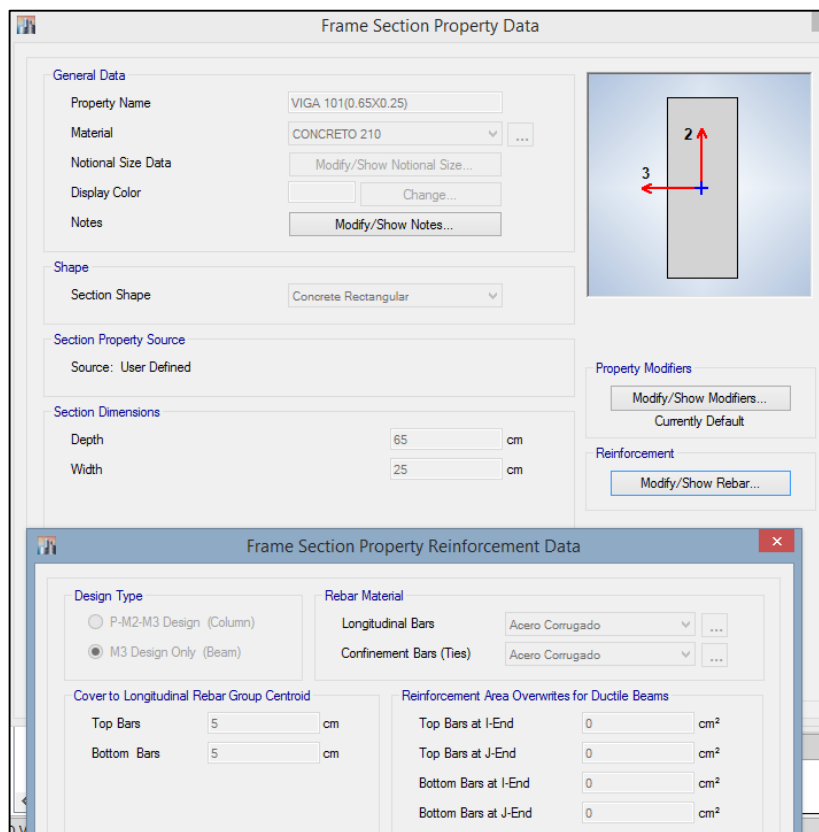 Frame Section Property Data
General Data
Property Name VIGA 101(0.65X0.25)
Material CONCRETO 210 ...
Notional Size Data Modify/Show Notional Size...
Display Color Change...
Notes Modify/Show Notes...
2
3
Shape
Section Shape Concrete Rectangular
Section Property Source
Source: User Defined
Property Modifiers
Modify/Show Modifiers...
Currently Default
Section Dimensions
Depth 65 cm
Width 25 cm
Reinforcement
Modify/Show Rebar...
Frame Section Property Reinforcement Data
Design Type
P-M2-M3 Design (Column)
M3 Design Only (Beam)
Rebar Material
Longitudinal Bars Acero Corrugado ...
Confinement Bars (Ties) Acero Corrugado ...
Cover to Longitudinal Rebar Group Centroid
Top Bars 5 cm
Bottom Bars 5 cm
Reinforcement Area Overwrites for Ductile Beams
Top Bars at I-End 0 cm²
Top Bars at J-End 0 cm²
Bottom Bars at I-End 0 cm²
Bottom Bars at J-End 0 cm²